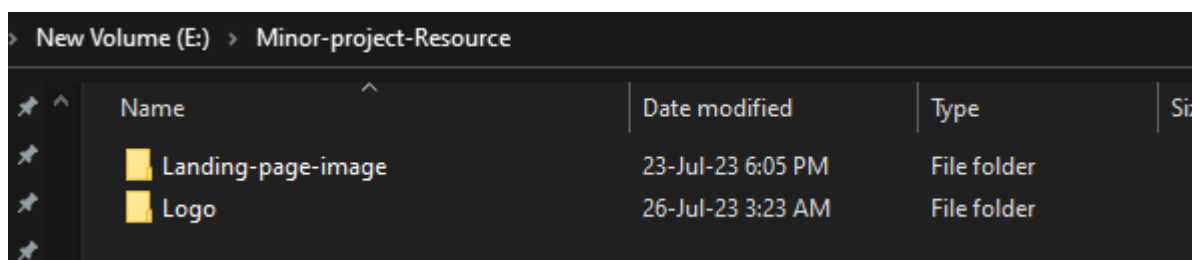 New Volume (E:) > Minor-project-Resource
Name Date modified Type
Landing-page-image 23-Jul-23 6:05 PM File folder
Logo 26-Jul-23 3:23 AM File folder